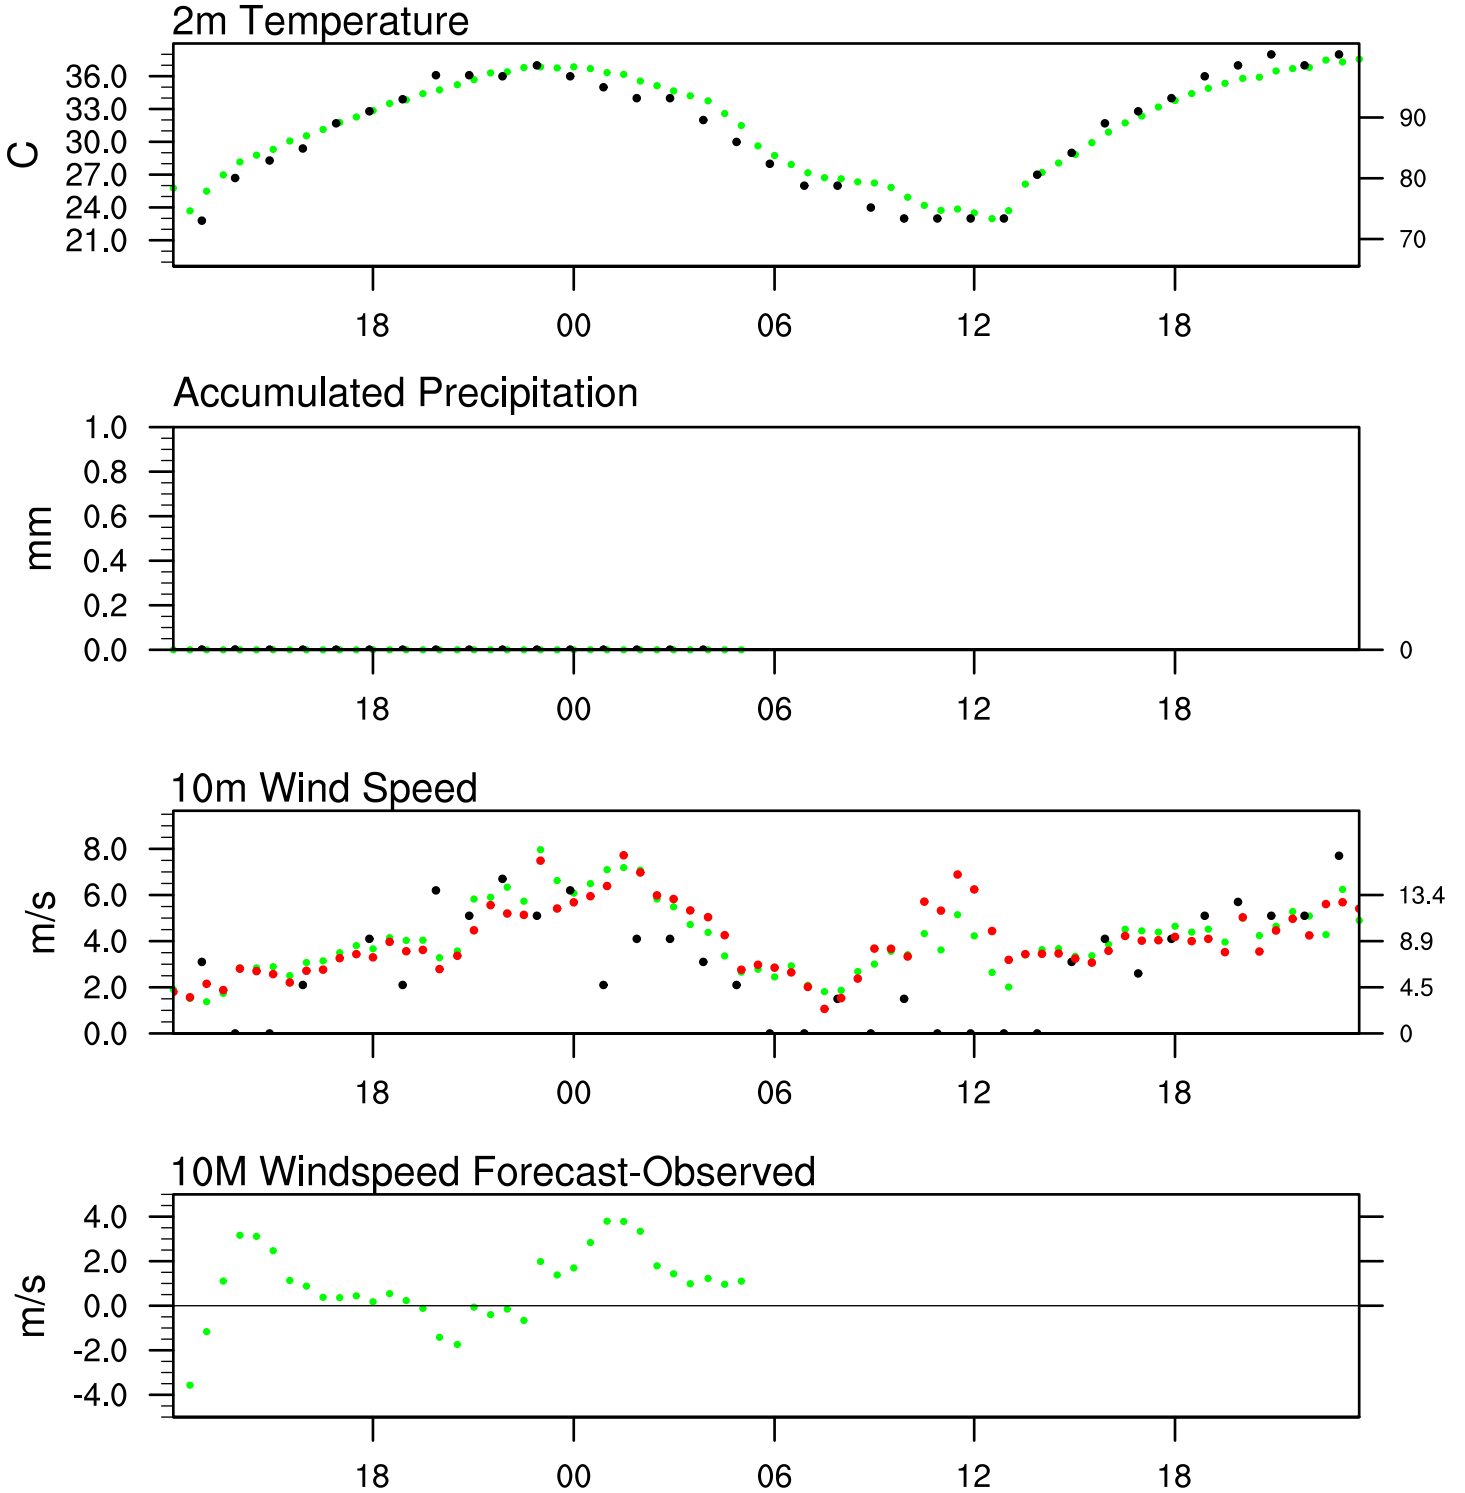 2m Temperature
36.0
33.0
30.0
27.0
24.0
21.0
C
90
80
70
18 00 06 12 18
Accumulated Precipitation
1.0
0.8
0.6
0.4
0.2
0.0
mm
0
18 00 06 12 18
10m Wind Speed
8.0
6.0
4.0
2.0
0.0
m/s
13.4
8.9
4.5
0
18 00 06 12 18
10M Windspeed Forecast-Observed
4.0
2.0
0.0
-2.0
-4.0
m/s
18 00 06 12 18